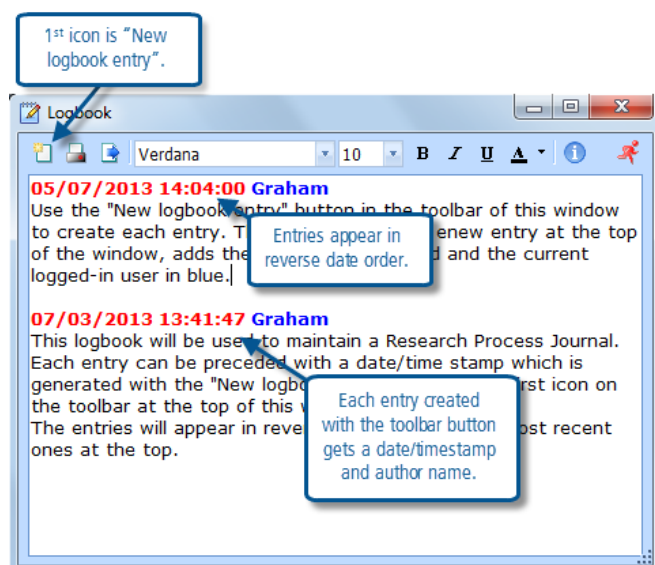 1st icon is “New
logbook entry”.
Logbook
Verdana 10 B I U A
05/07/2013 14:04:00 Graham
Use the "New logbook entry" button in the toolbar of this window
to create each entry. T enew entry at the top
of the window, adds the d and the current
logged-in user in blue.
Entries appear in
reverse date order.
07/03/2013 13:41:47 Graham
This logbook will be used to maintain a Research Process Journal.
Each entry can be preceded with a date/time stamp which is
generated with the "New logbo rst icon on
the toolbar at the top of this w
The entries will appear in reve ost recent
ones at the top.
Each entry created
with the toolbar button
gets a date/timestamp
and author name.